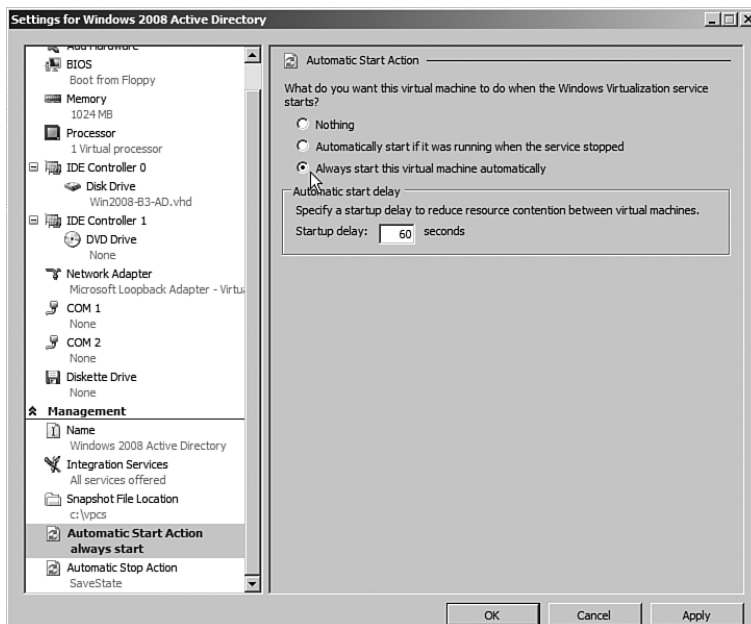 Settings for Windows 2008 Active Directory
Add Hardware
BIOS
Boot from Floppy
Memory
1024 MB
Processor
1 Virtual processor
IDE Controller 0
Disk Drive
Win2008-B3-AD.vhd
IDE Controller 1
DVD Drive
None
Network Adapter
Microsoft Loopback Adapter - Virtu
COM 1
None
COM 2
None
Diskette Drive
None
Management
Name
Windows 2008 Active Directory
Integration Services
All services offered
Snapshot File Location
c:\vpcs
Automatic Start Action
always start
Automatic Stop Action
SaveState
Automatic Start Action
What do you want this virtual machine to do when the Windows Virtualization service
starts?
Nothing
Automatically start if it was running when the service stopped
Always start this virtual machine automatically
Automatic start delay
Specify a startup delay to reduce resource contention between virtual machines.
Startup delay: 60 seconds
OK Cancel Apply